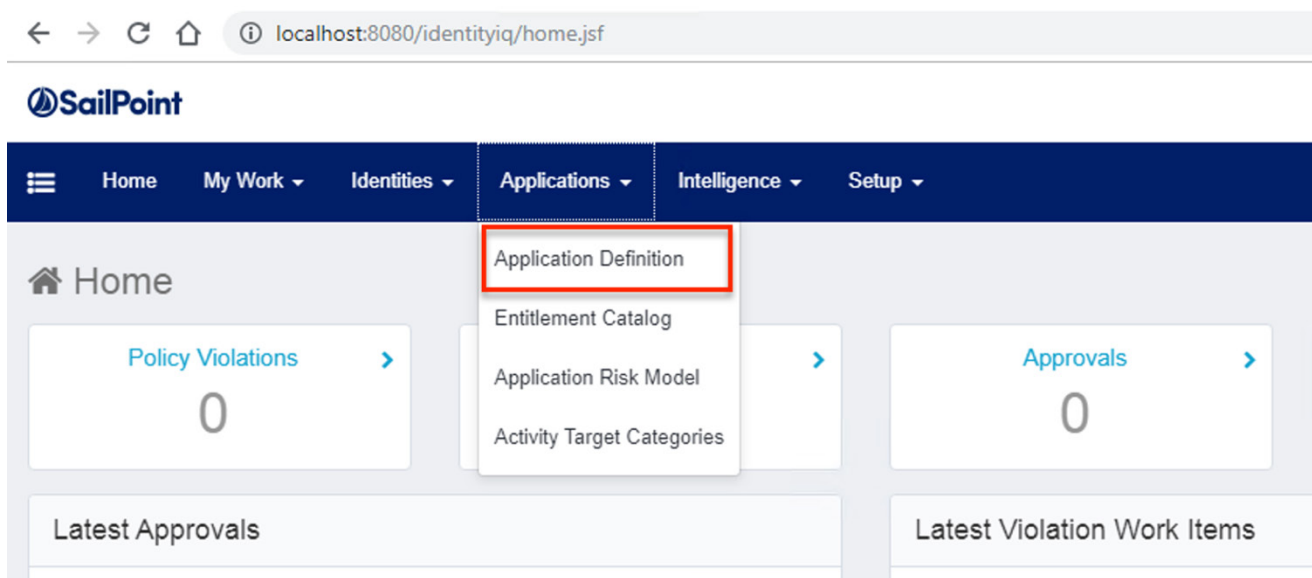 localhost:8080/identityiq/home.jsf
SailPoint
Home My Work Identities Applications Intelligence Setup
Application Definition
Entitlement Catalog
Application Risk Model
Activity Target Categories
Home
Policy Violations
0
Approvals
0
Latest Approvals
Latest Violation Work Items